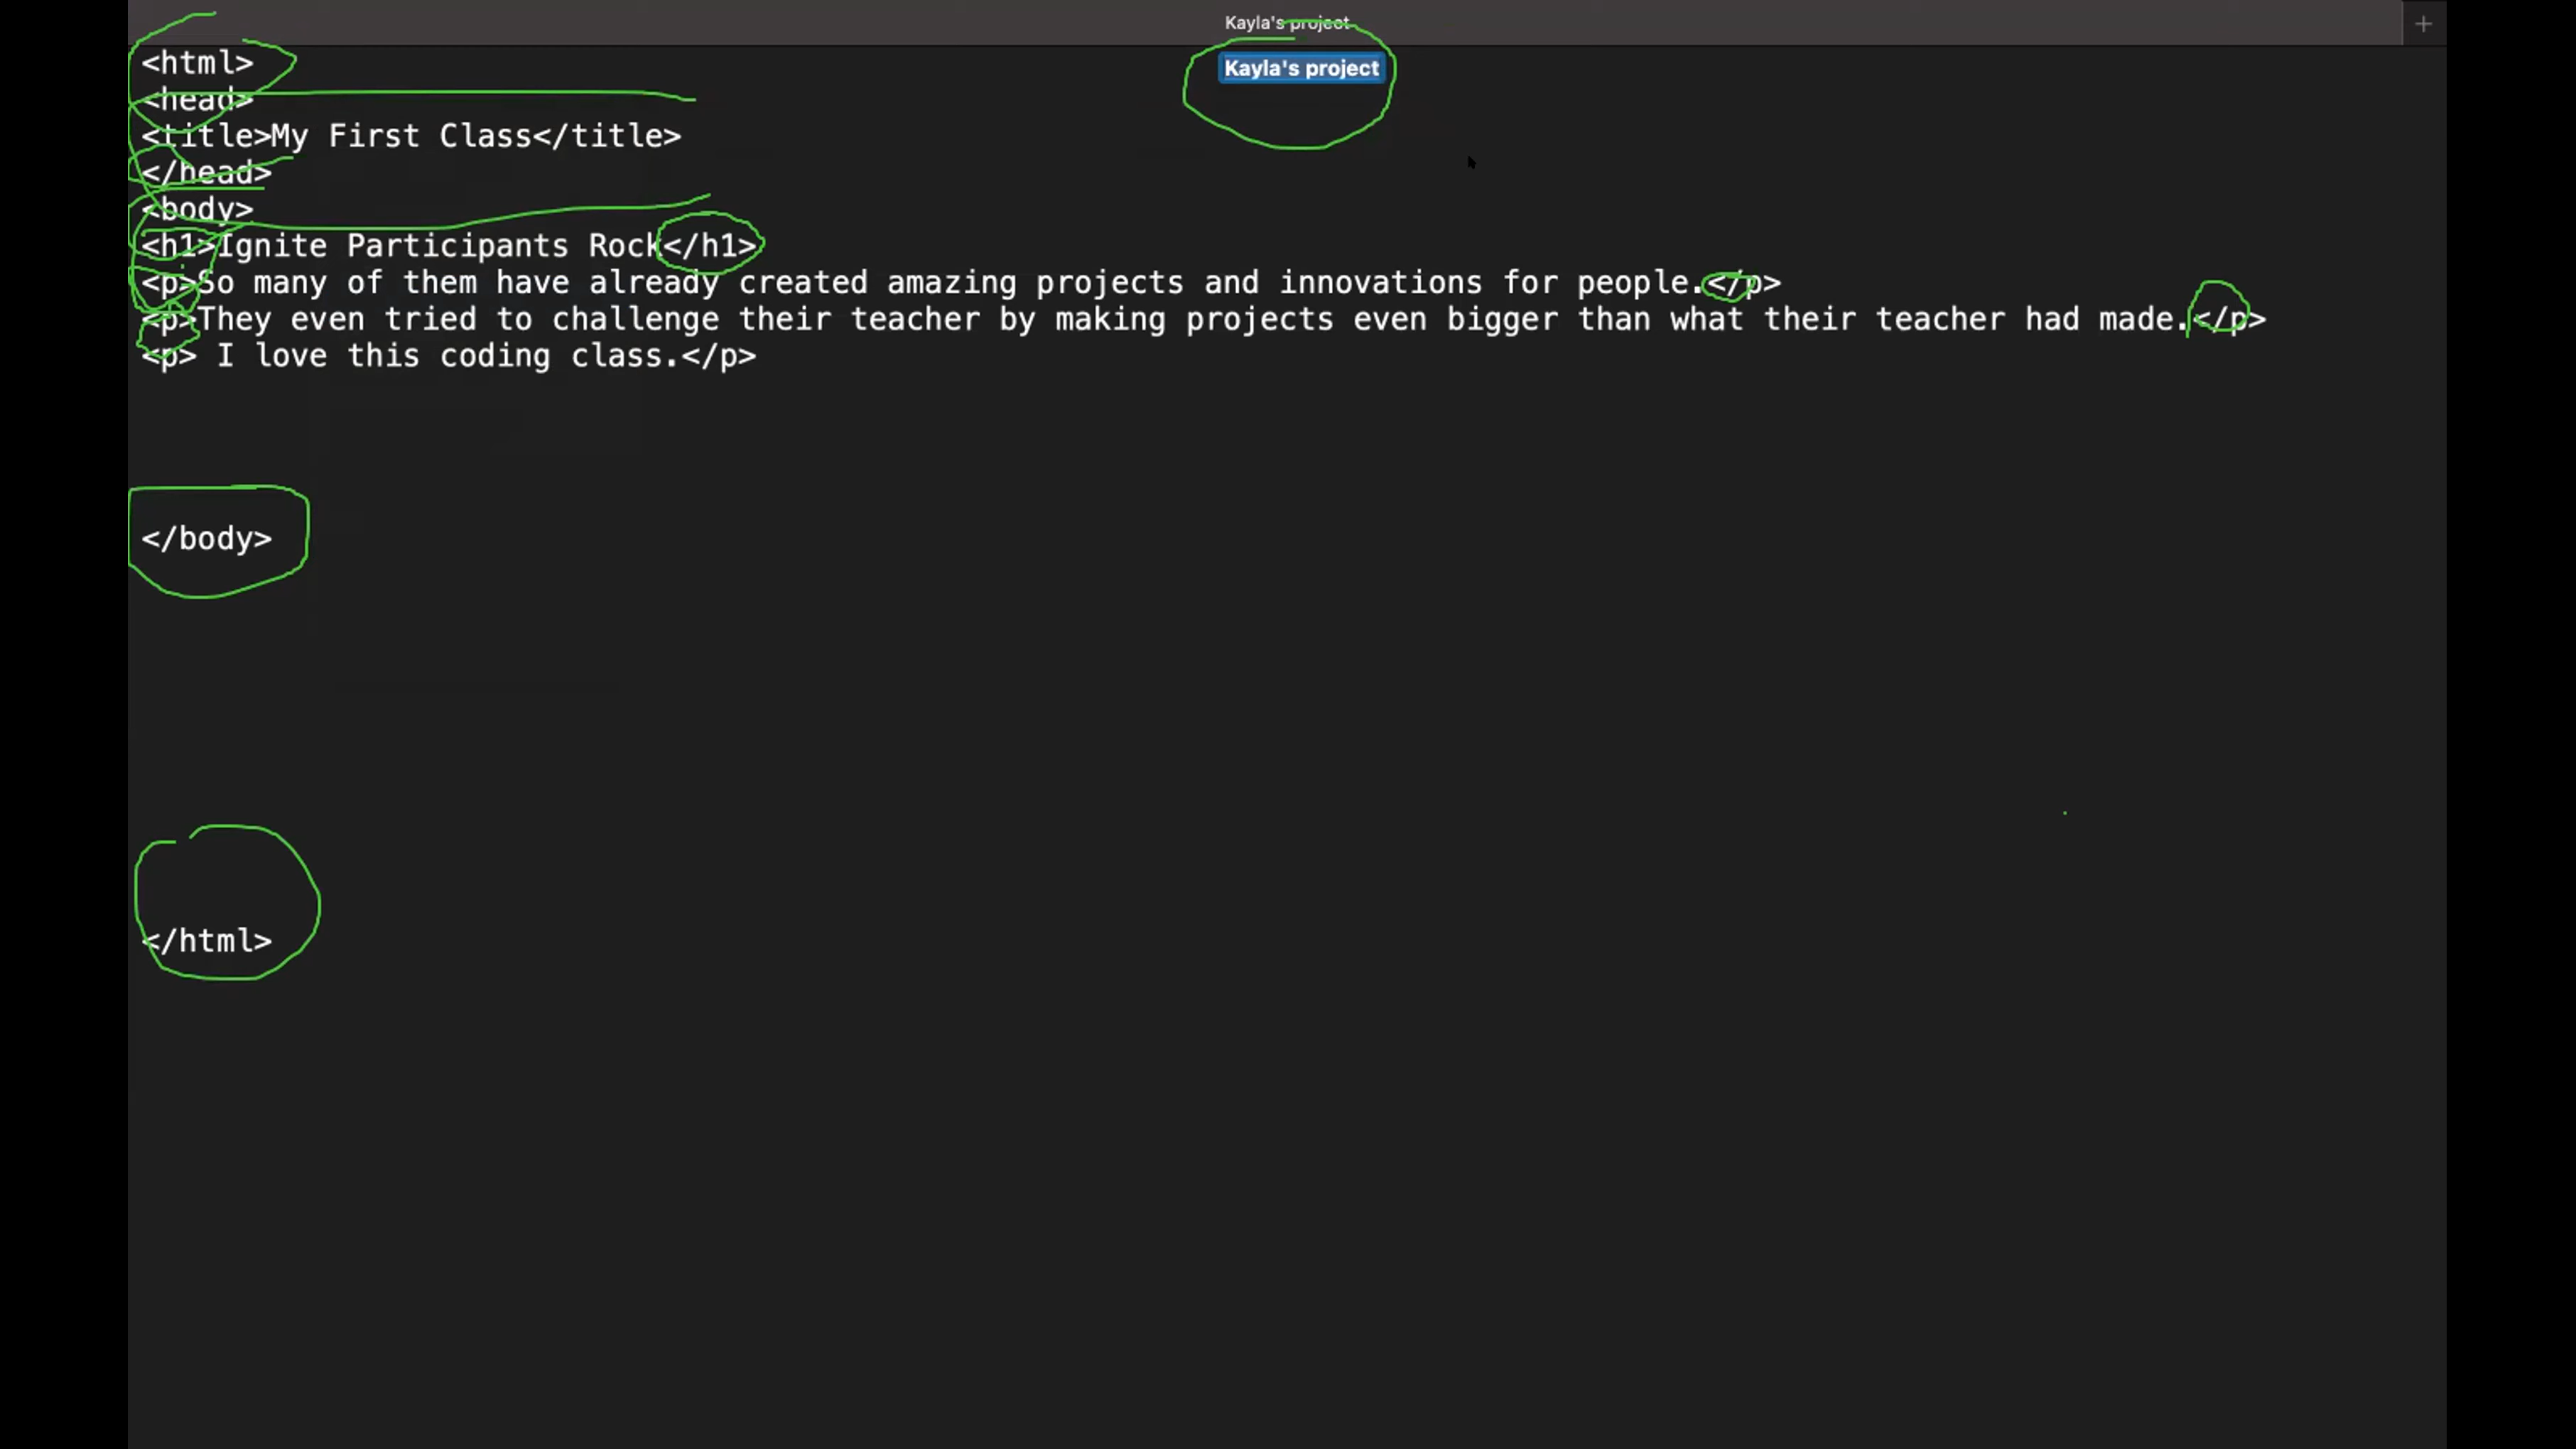 Kayla's project
Kayla's project
<html>
<head>
<title>My First Class</title>
</head>
<body>
<h1>Ignite Participants Rock</h1>
<p>So many of them have already created amazing projects and innovations for people.</p>
<p>They even tried to challenge their teacher by making projects even bigger than what their teacher had made.</p>
<p> I love this coding class.</p>
</body>
</html>